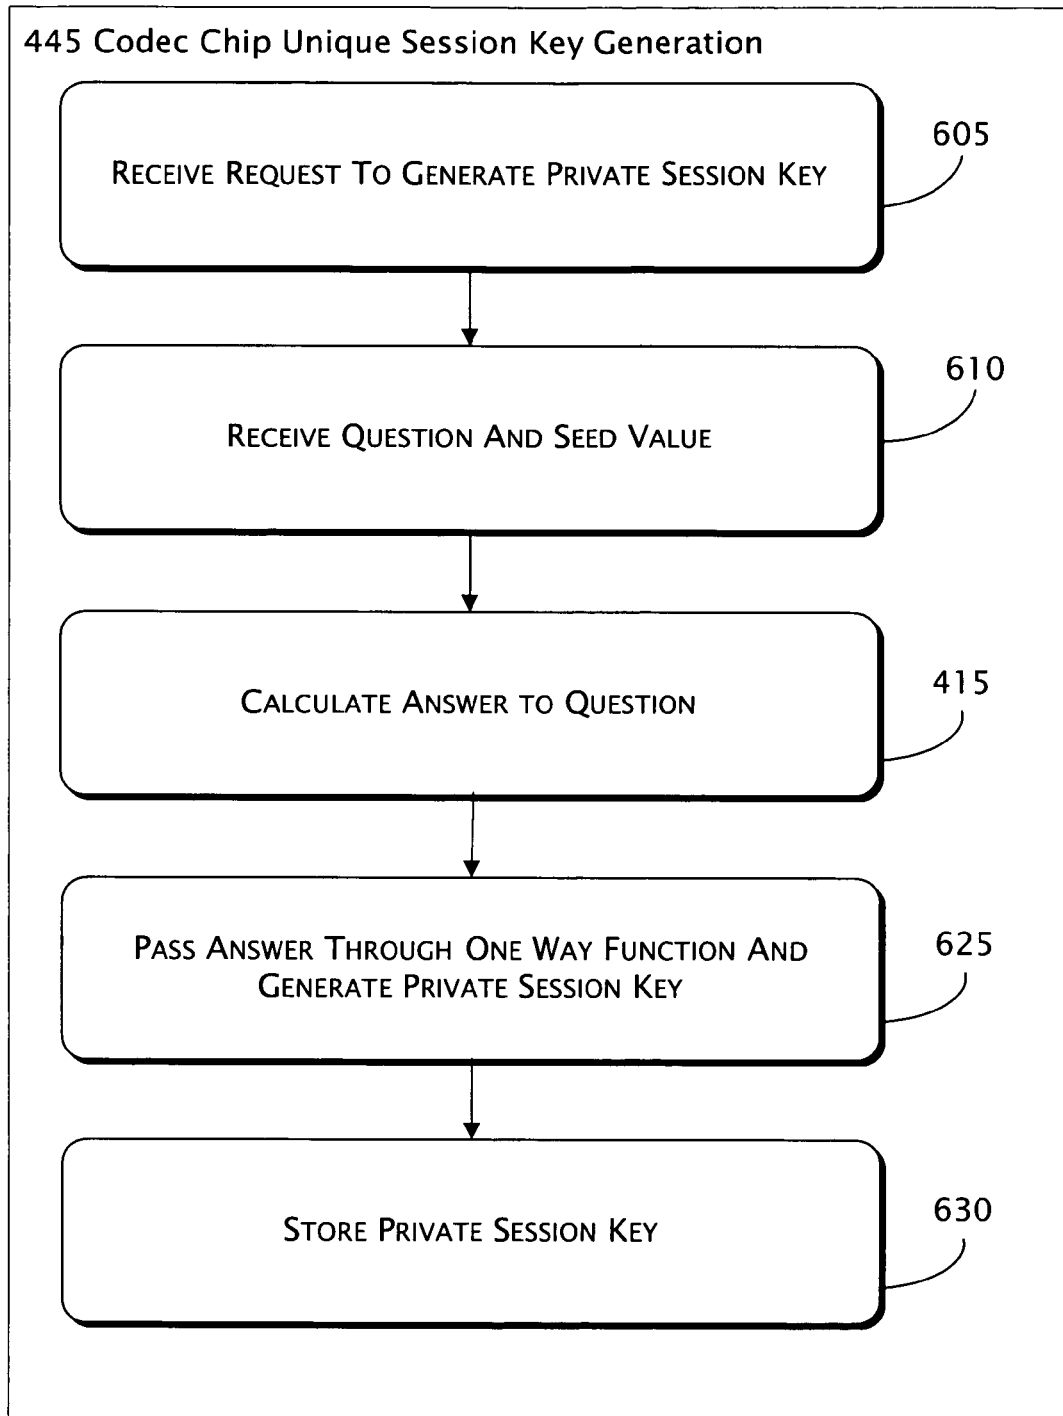 445 Codec Chip Unique Session Key Generation
RECEIVE REQUEST TO GENERATE PRIVATE SESSION KEY
605
RECEIVE QUESTION AND SEED VALUE
610
CALCULATE ANSWER TO QUESTION
415
PASS ANSWER THROUGH ONE WAY FUNCTION AND
GENERATE PRIVATE SESSION KEY
625
STORE PRIVATE SESSION KEY
630